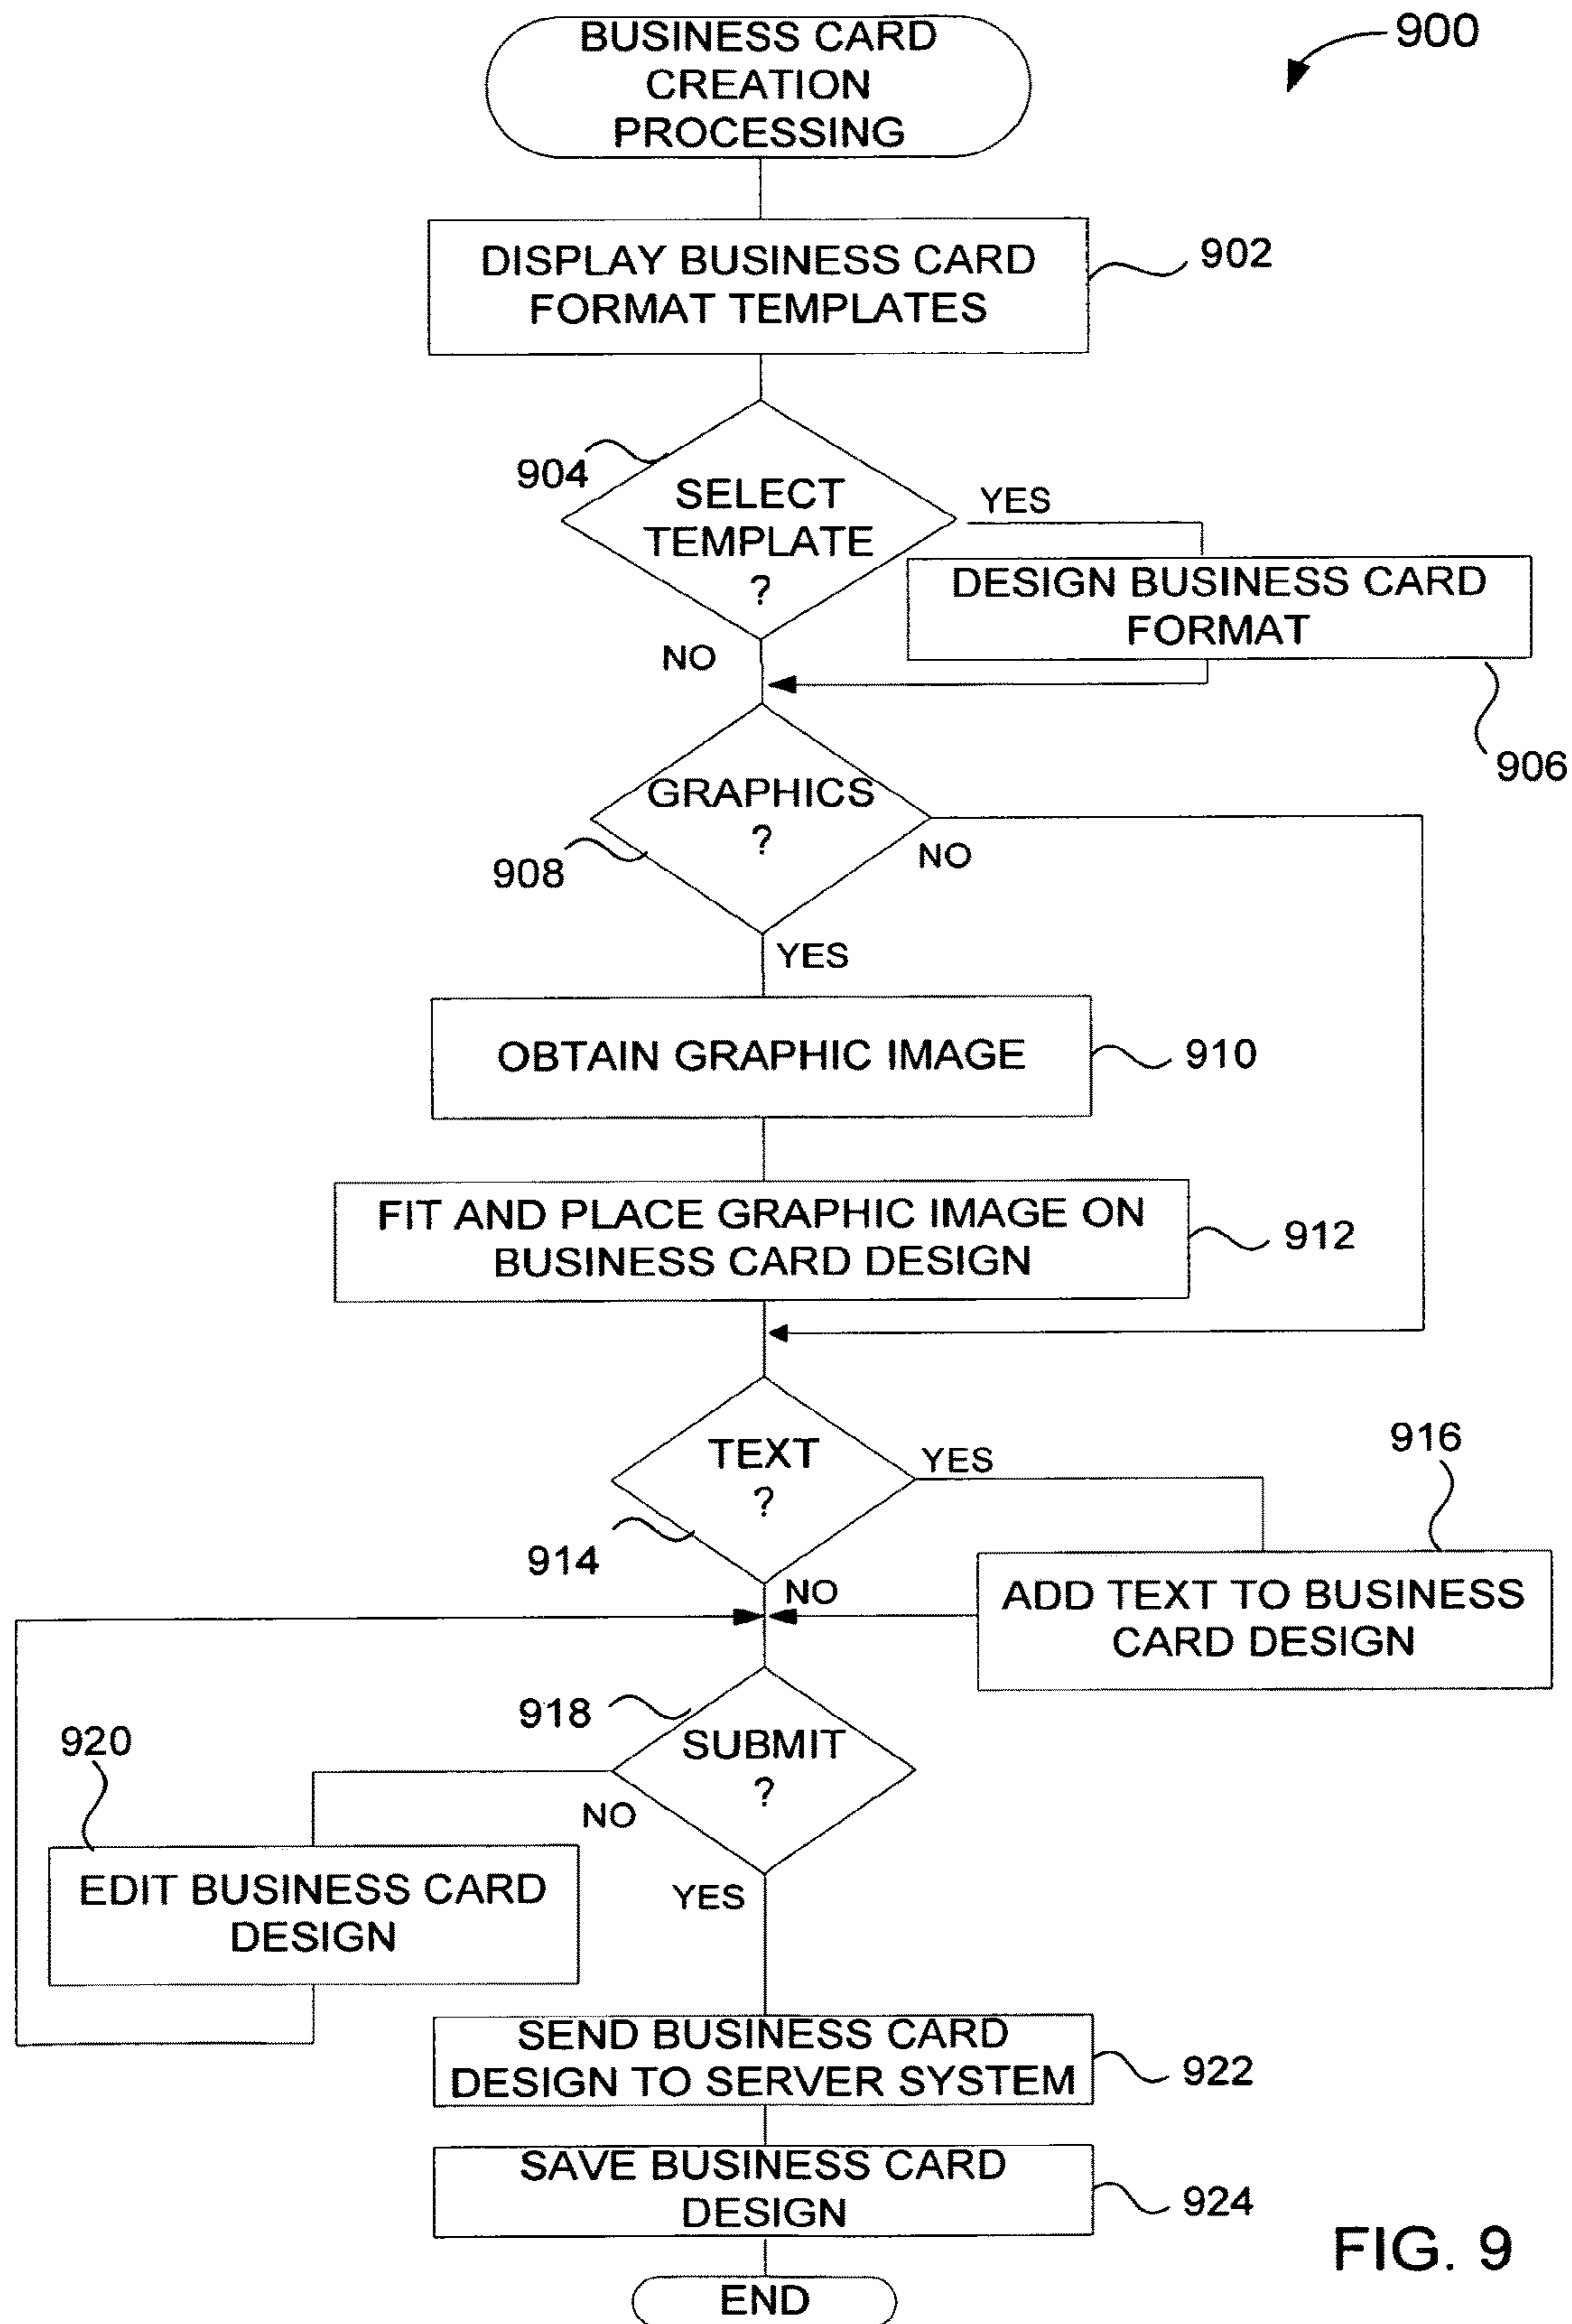 BUSINESS CARD
CREATION
PROCESSING
900
DISPLAY BUSINESS CARD
FORMAT TEMPLATES
902
904
SELECT
TEMPLATE
?
YES
DESIGN BUSINESS CARD
FORMAT
NO
906
GRAPHICS
?
908
NO
YES
OBTAIN GRAPHIC IMAGE
910
FIT AND PLACE GRAPHIC IMAGE ON
BUSINESS CARD DESIGN
912
TEXT
?
YES
916
914
NO
ADD TEXT TO BUSINESS
CARD DESIGN
918
SUBMIT
?
920
NO
EDIT BUSINESS CARD
DESIGN
YES
SEND BUSINESS CARD
DESIGN TO SERVER SYSTEM
922
SAVE BUSINESS CARD
DESIGN
924
FIG. 9
END